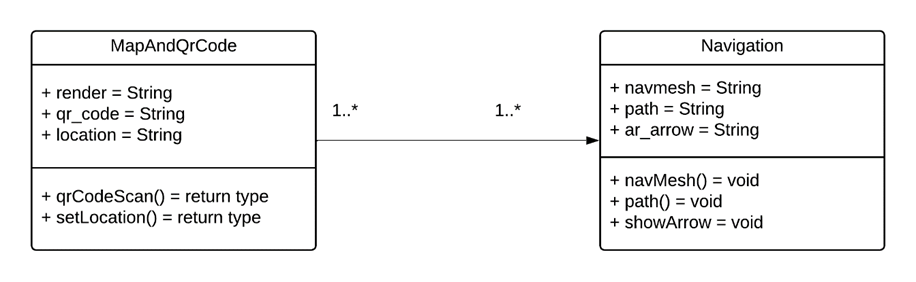 MapAndQrCode
+ render = String
+ qr_code = String
+ location = String
+ qrCodeScan() = return type
+ setLocation() = return type
1..*
1..*
Navigation
+ navmesh = String
+ path = String
+ ar_arrow = String
+ navMesh() = void
+ path() = void
+ showArrow = void